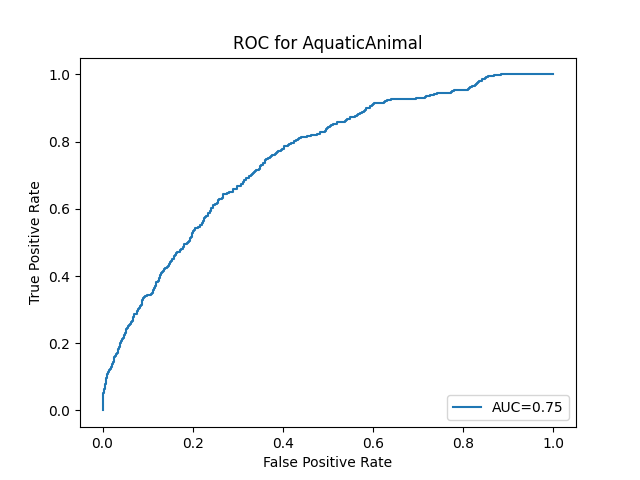 ROC for AquaticAnimal
1.0
0.8
0.6
0.4
0.2
0.0
True Positive Rate
0.0 0.2 0.4 0.6 0.8 1.0
False Positive Rate
AUC=0.75